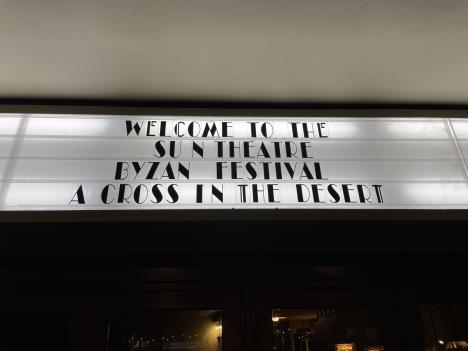 WELCOME TO THE
SUN THEATRE
BYZAN FESTIVAL
A CROSS IN THE DESERT